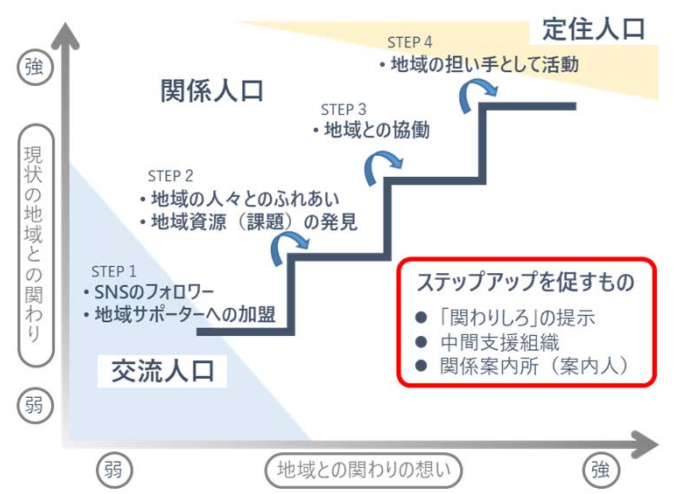 定住人口
STEP 4
・地域の担い手として活動
強
関係人口
STEP 3
・地域との協働
現状の地域との関わり
STEP 2
・地域の人々とのふれあい
・地域資源（課題）の発見
STEP 1
・SNSのフォロワー
・地域サポーターへの加盟
ステップアップを促すもの
● 「関わりしろ」の提示
● 中間支援組織
● 関係案内所（案内人）
交流人口
弱
弱
地域との関わりの想い
強